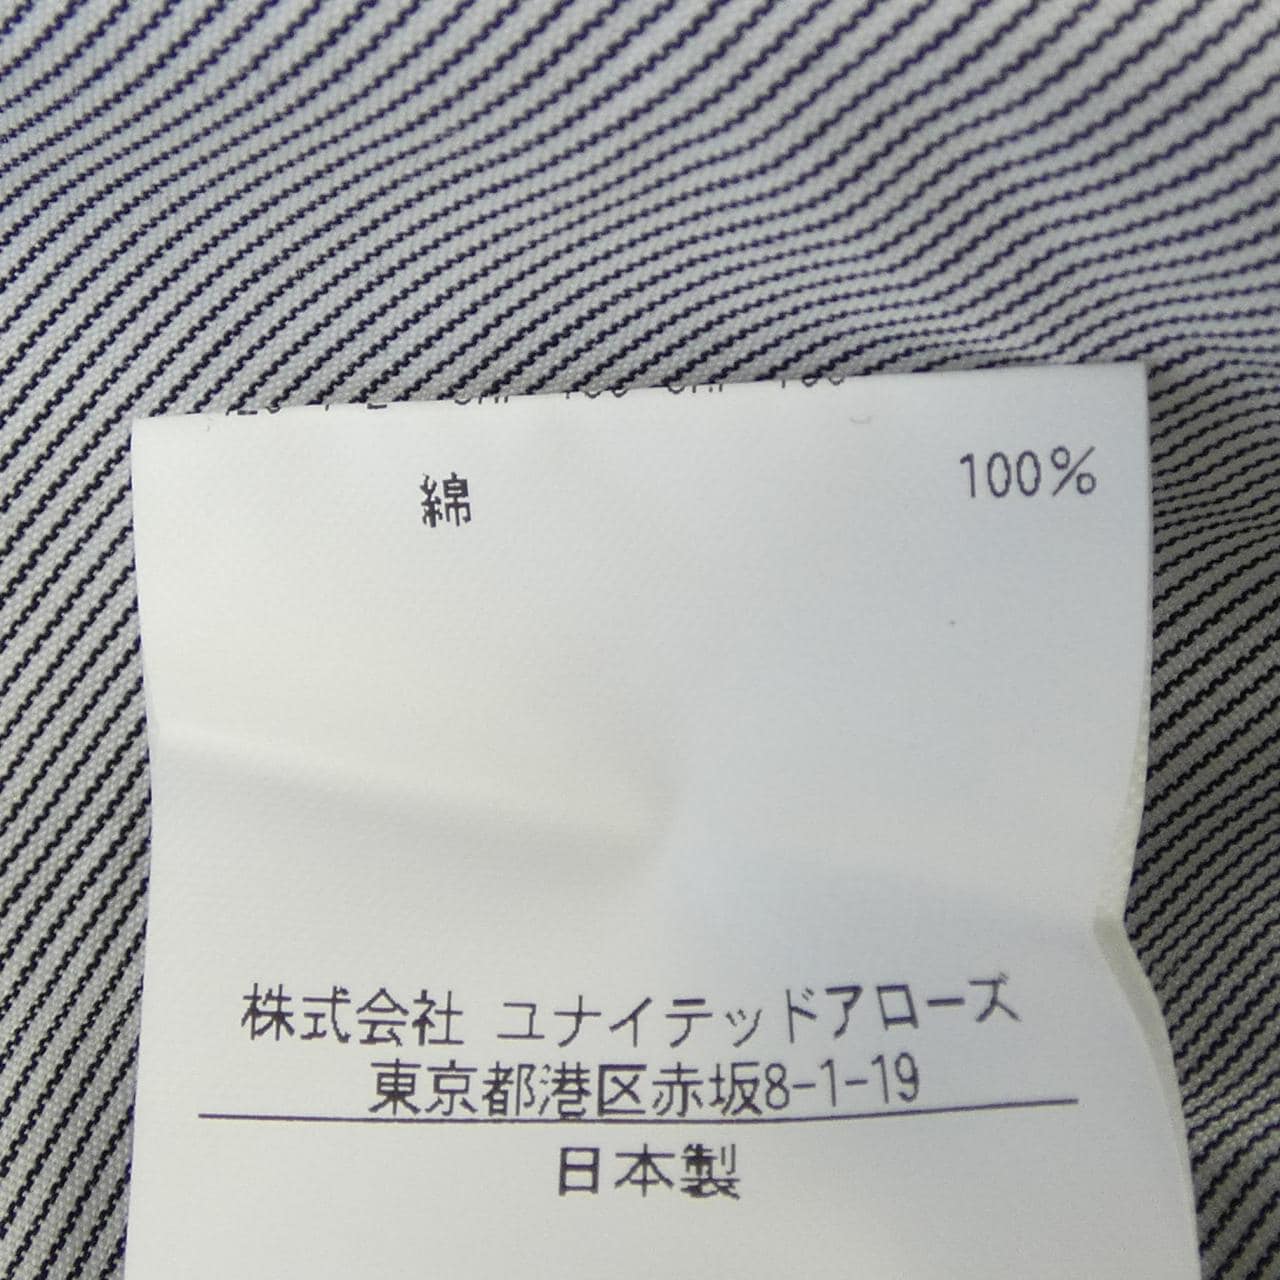 綿 100%
株式会社 ユナイテッドアローズ
東京都港区赤坂8-1-19
日本製